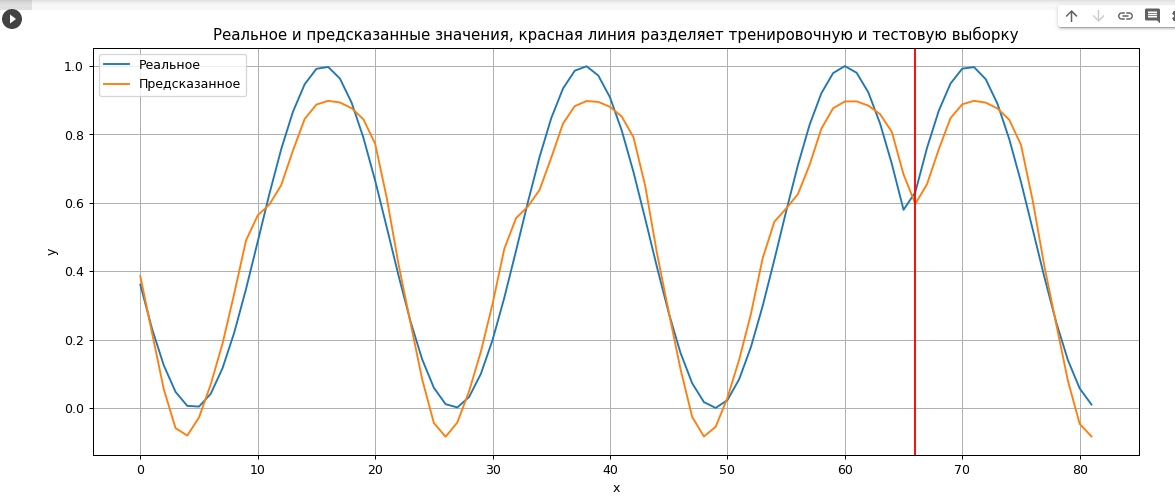 Реальное и предсказанные значения, красная линия разделяет тренировочную и тестовую выборку
Реальное
Предсказанное
1.0
0.8
0.6
0.4
0.2
0.0
y
0 10 20 30 40 50 60 70 80
x